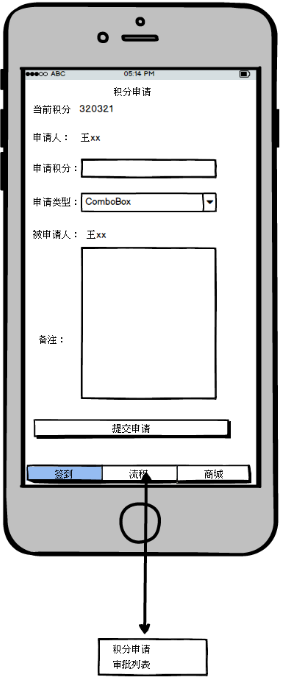 ABC 05:14 PM
积分申请
当前积分 320321
申请人： 王xx
申请积分：
申请类型： ComboBox
被申请人： 王xx
备注：
提交申请
签到 流程 商城
积分申请
审批列表